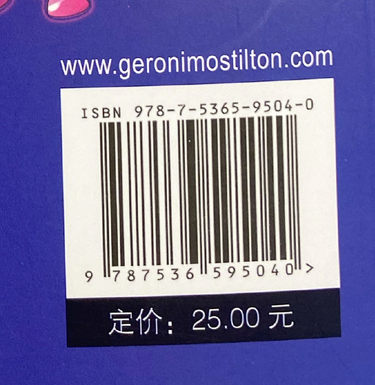 www.geronimostilton.com
ISBN 978-7-5365-9504-0
9 787536 595040 >
定价：25.00 元